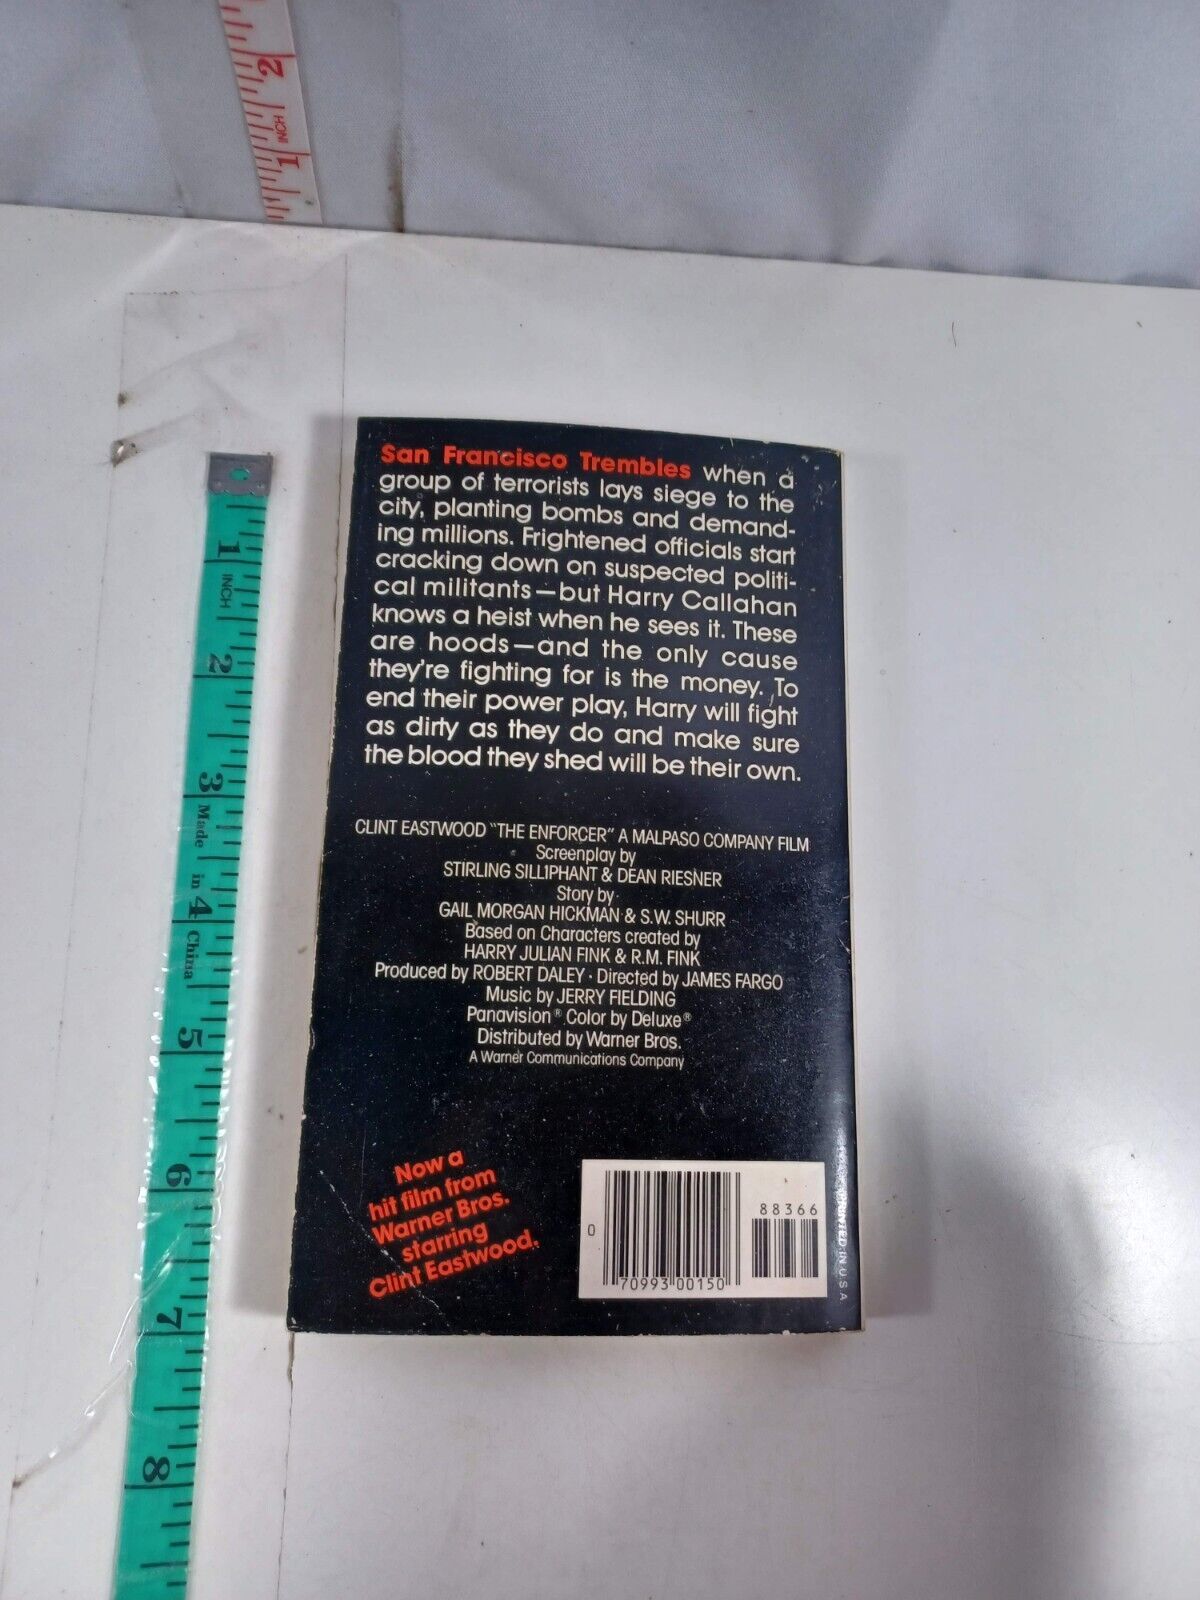 2
INCH
1
San Francisco Trembles when a
group of terrorists lays siege to the
city, planting bombs and demand-
ing millions. Frightened officials start
cracking down on suspected politi-
cal militants—but Harry Callahan
knows a heist when he sees it. These
are hoods—and the only cause
they're fighting for is the money. To
end their power play, Harry will fight
as dirty as they do and make sure
the blood they shed will be their own.
CLINT EASTWOOD "THE ENFORCER" A MALPASO COMPANY FILM
Screenplay by
STIRLING SILLIPHANT & DEAN RIESNER
Story by
GAIL MORGAN HICKMAN & S.W. SHURR
Based on Characters created by
HARRY JULIAN FINK & R.M. FINK
Produced by ROBERT DALEY · Directed by JAMES FARGO
Music by JERRY FIELDING
Panavision® Color by Deluxe®
Distributed by Warner Bros.
A Warner Communications Company
Now a
hit film from
Warner Bros.
starring
Clint Eastwood.
88366
0
70993 00150
PRINTED IN U.S.A
1
INCH
2
3
Made in
4
China
5
6
7
8